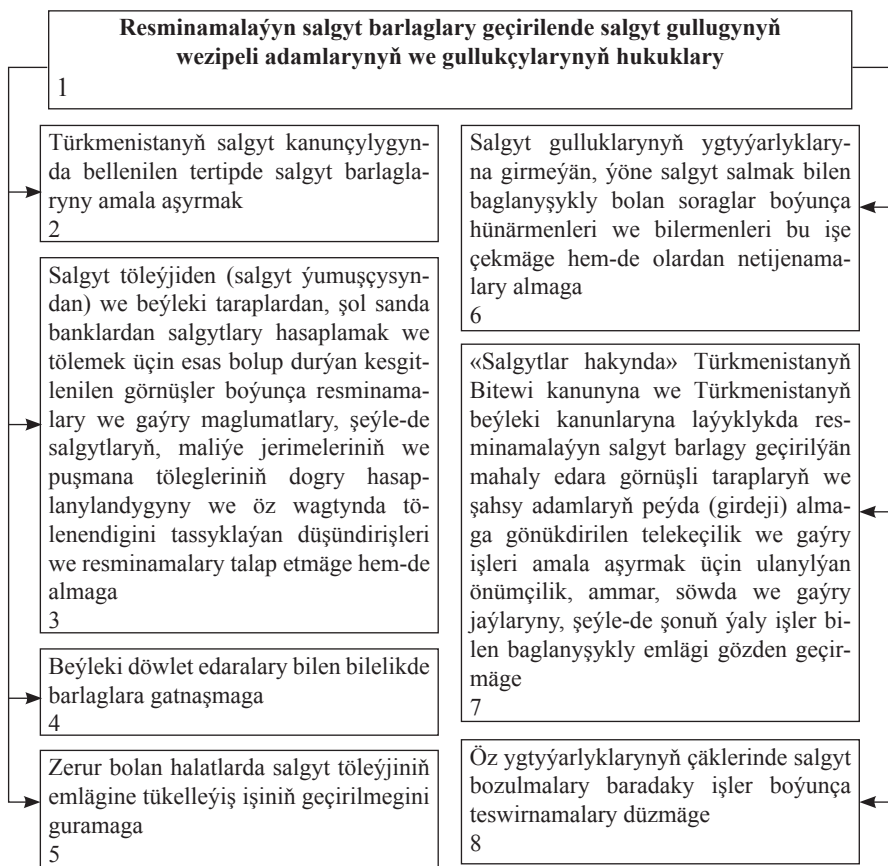 Resminamalaýyn salgyt barlaglary geçirilende salgyt gullugynyň
wezipeli adamlarynyň we gullukçylarynyň hukuklary
1
Türkmenistanyň salgyt kanunçylygyn-
da bellenilen tertipde salgyt barlagla-
ryny amala aşyrmak
2
Salgyt töleýjiden (salgyt ýumuşçysyn-
dan) we beýleki taraplardan, şol sanda
banklardan salgytlary hasaplamak we
tölemek üçin esas bolup durýan kesgit-
lenilen görnüşler boýunça resminama-
lary we gaýry maglumatlary, şeýle-de
salgytlaryň, maliýe jerimeleriniň we
puşmana tölegleriniň dogry hasap-
lanylandygyny we öz wagtynda tö-
lenendigini tassyklaýan düşündirişleri
we resminamalary talap etmäge hem-de
almaga
3
Beýleki döwlet edaralary bilen bilelikde
barlaglara gatnaşmaga
4
Zerur bolan halatlarda salgyt töleýjiniň
emlägine tükelleýiş işiniň geçirilmegini
guramaga
5
Salgyt gulluklarynyň ygtyýarlyklary-
na girmeýän, ýöne salgyt salmak bilen
baglanyşykly bolan soraglar boýunça
hünärmenleri we bilermenleri bu işe
çekmäge hem-de olardan netijenama-
lary almaga
6
«Salgytlar hakynda» Türkmenistanyň
Bitewi kanunyna we Türkmenistanyň
beýleki kanunlaryna laýyklykda res-
minamalaýyn salgyt barlagy geçirilýän
mahaly edara görnüşli taraplaryň we
şahsy adamlaryň peýda (girdeji) alma-
ga gönükdirilen telekeçilik we gaýry
işleri amala aşyrmak üçin ulanylýan
önümçilik, ammar, söwda we gaýry
jaýlaryny, şeýle-de şonuň ýaly işler bi-
len baglanyşykly emlägi gözden geçir-
mäge
7
Öz ygtyýarlyklarynyň çäklerinde salgyt
bozulmalary baradaky işler boýunça
teswirnamalary düzmäge
8